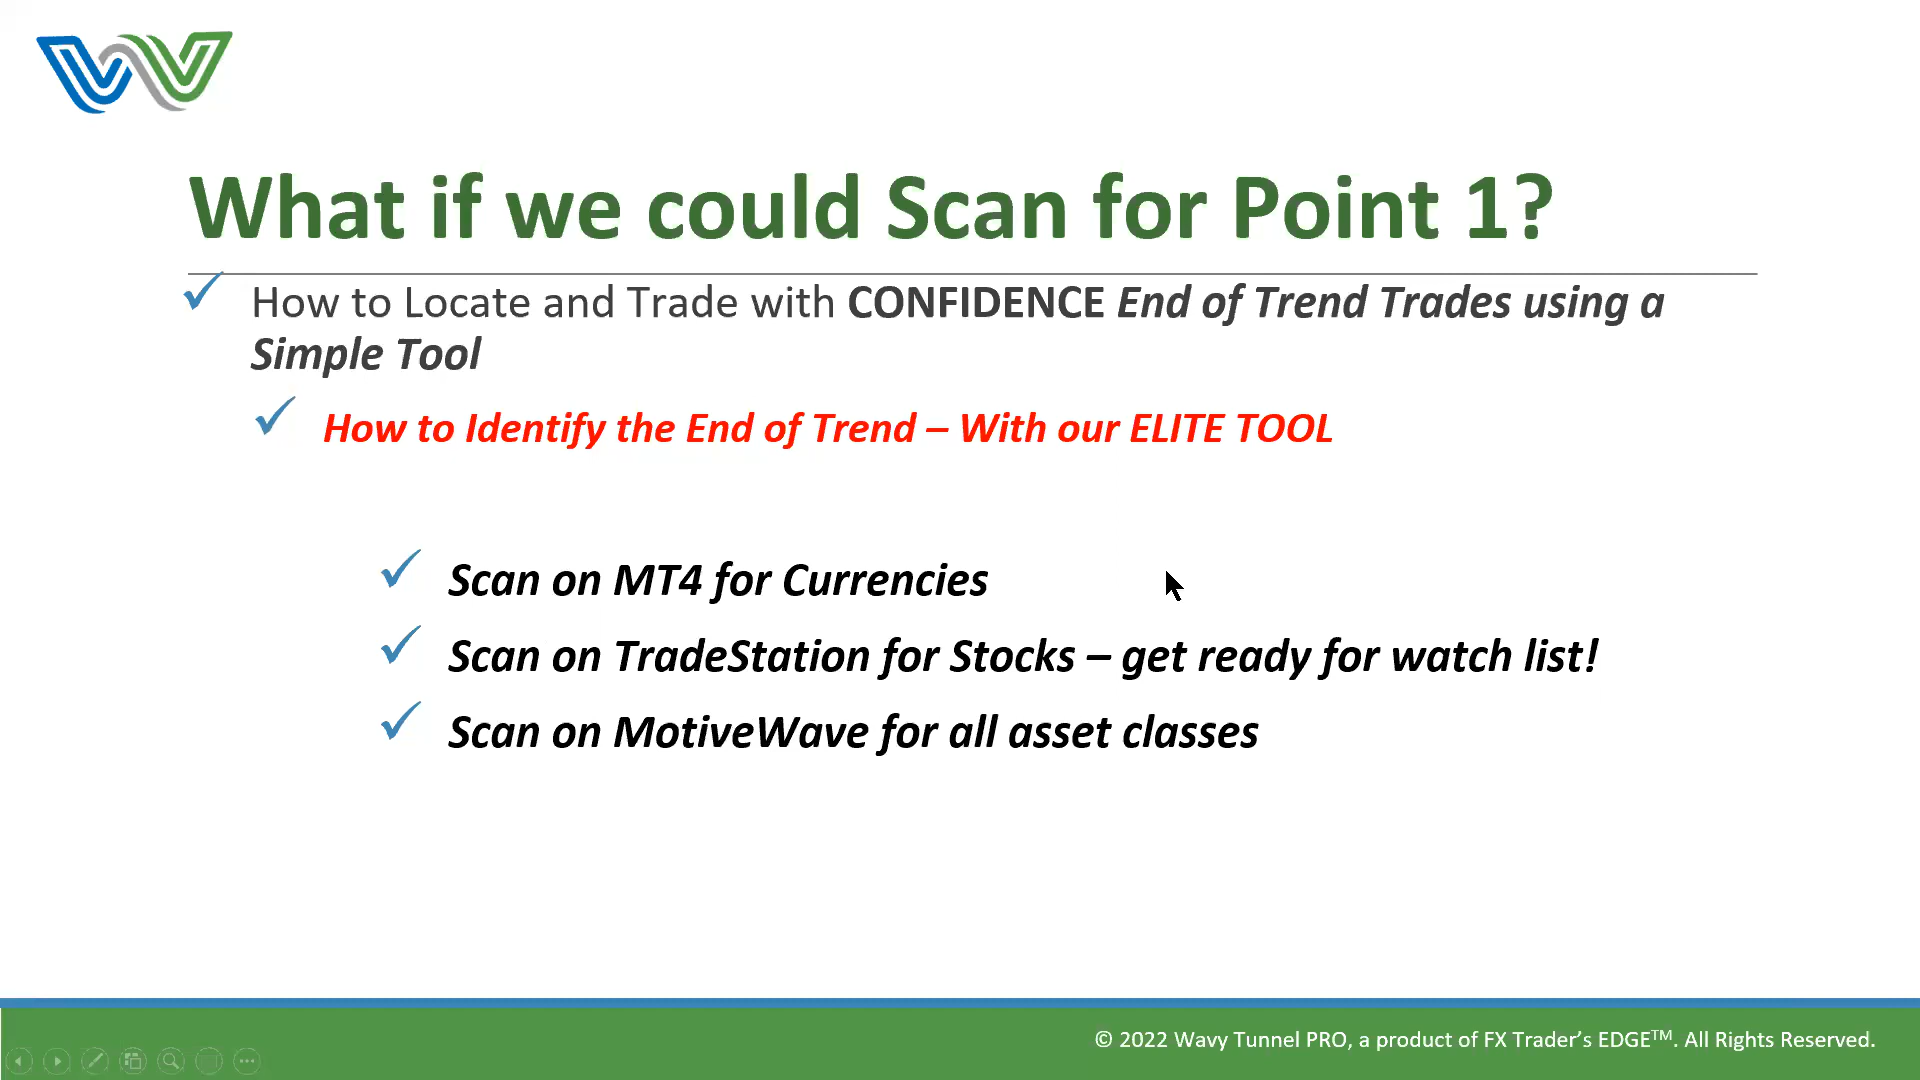 What if we could Scan for Point 1?
How to Locate and Trade with CONFIDENCE End of Trend Trades using a
Simple Tool
How to Identify the End of Trend – With our ELITE TOOL
Scan on MT4 for Currencies
Scan on TradeStation for Stocks – get ready for watch list!
Scan on MotiveWave for all asset classes
© 2022 Wavy Tunnel PRO, a product of FX Trader’s EDGE™. All Rights Reserved.